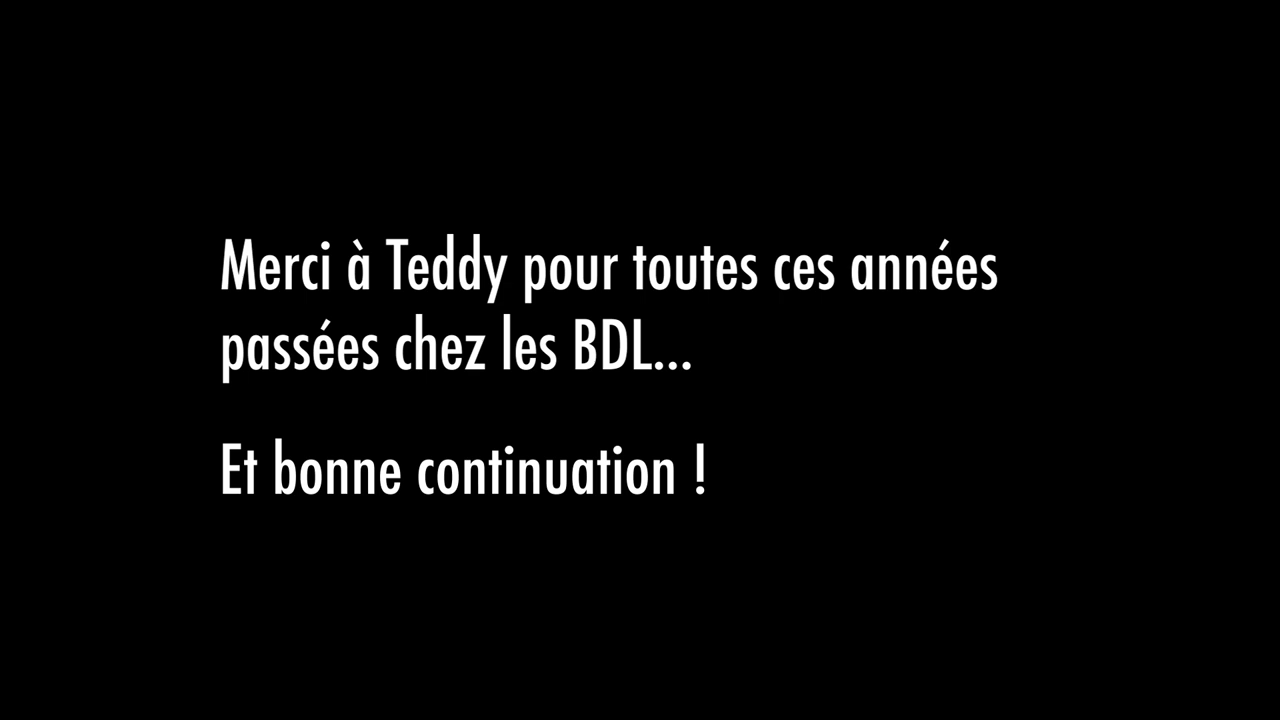 Merci à Teddy pour toutes ces années
passées chez les BDL...
Et bonne continuation !